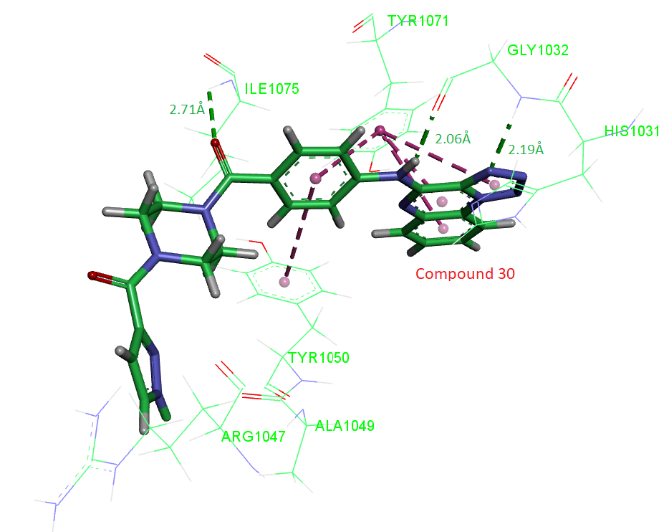 TYR1071
GLY1032
ILE1075
2.71Å
2.06Å
2.19Å
HIS1031
Compound 30
TYR1050
ARG1047
ALA1049